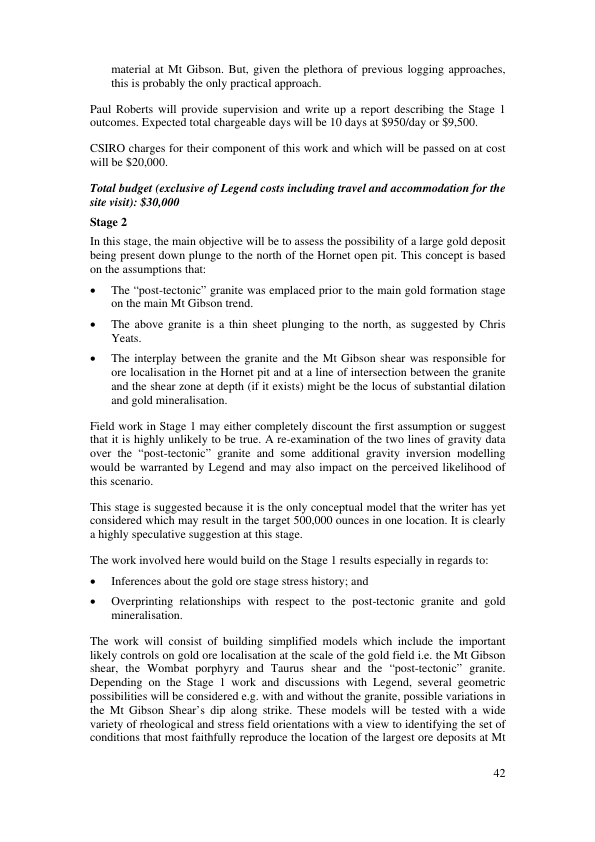 material at Mt Gibson. But, given the plethora of previous logging approaches,
this is probably the only practical approach.
Paul Roberts will provide supervision and write up a report describing the Stage 1
outcomes. Expected total chargeable days will be 10 days at $950/day or $9,500.
CSIRO charges for their component of this work and which will be passed on at cost
will be $20,000.
Total budget (exclusive of Legend costs including travel and accommodation for the
site visit): $30,000
Stage 2
In this stage, the main objective will be to assess the possibility of a large gold deposit
being present down plunge to the north of the Hornet open pit. This concept is based
on the assumptions that:
• The “post-tectonic” granite was emplaced prior to the main gold formation stage
on the main Mt Gibson trend.
• The above granite is a thin sheet plunging to the north, as suggested by Chris
Yeats.
• The interplay between the granite and the Mt Gibson shear was responsible for
ore localisation in the Hornet pit and at a line of intersection between the granite
and the shear zone at depth (if it exists) might be the locus of substantial dilation
and gold mineralisation.
Field work in Stage 1 may either completely discount the first assumption or suggest
that it is highly unlikely to be true. A re-examination of the two lines of gravity data
over the “post-tectonic” granite and some additional gravity inversion modelling
would be warranted by Legend and may also impact on the perceived likelihood of
this scenario.
This stage is suggested because it is the only conceptual model that the writer has yet
considered which may result in the target 500,000 ounces in one location. It is clearly
a highly speculative suggestion at this stage.
The work involved here would build on the Stage 1 results especially in regards to:
• Inferences about the gold ore stage stress history; and
• Overprinting relationships with respect to the post-tectonic granite and gold
mineralisation.
The work will consist of building simplified models which include the important
likely controls on gold ore localisation at the scale of the gold field i.e. the Mt Gibson
shear, the Wombat porphyry and Taurus shear and the “post-tectonic” granite.
Depending on the Stage 1 work and discussions with Legend, several geometric
possibilities will be considered e.g. with and without the granite, possible variations in
the Mt Gibson Shear’s dip along strike. These models will be tested with a wide
variety of rheological and stress field orientations with a view to identifying the set of
conditions that most faithfully reproduce the location of the largest ore deposits at Mt
42